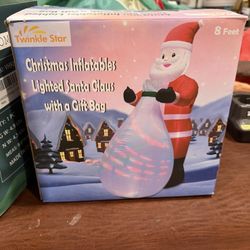 Twinkle Star
8 Feet
Christmas Inflatables
Lighted Santa Claus
with a Gift Bag